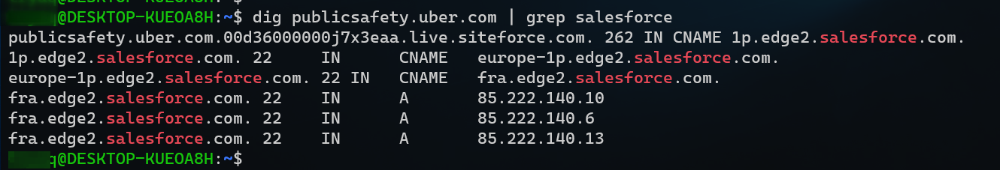 @DESKTOP-KUEOA8H:~$
q@DESKTOP-KUEOA8H:~$ dig publicsafety.uber.com | grep salesforce
publicsafety.uber.com.00d36000000j7x3eaa.live.siteforce.com. 262 IN CNAME 1p.edge2.salesforce.com.
1p.edge2.salesforce.com. 22 IN CNAME europe-1p.edge2.salesforce.com.
europe-1p.edge2.salesforce.com. 22 IN CNAME fra.edge2.salesforce.com.
fra.edge2.salesforce.com. 22 IN A 85.222.140.10
fra.edge2.salesforce.com. 22 IN A 85.222.140.6
fra.edge2.salesforce.com. 22 IN A 85.222.140.13
q@DESKTOP-KUEOA8H:~$